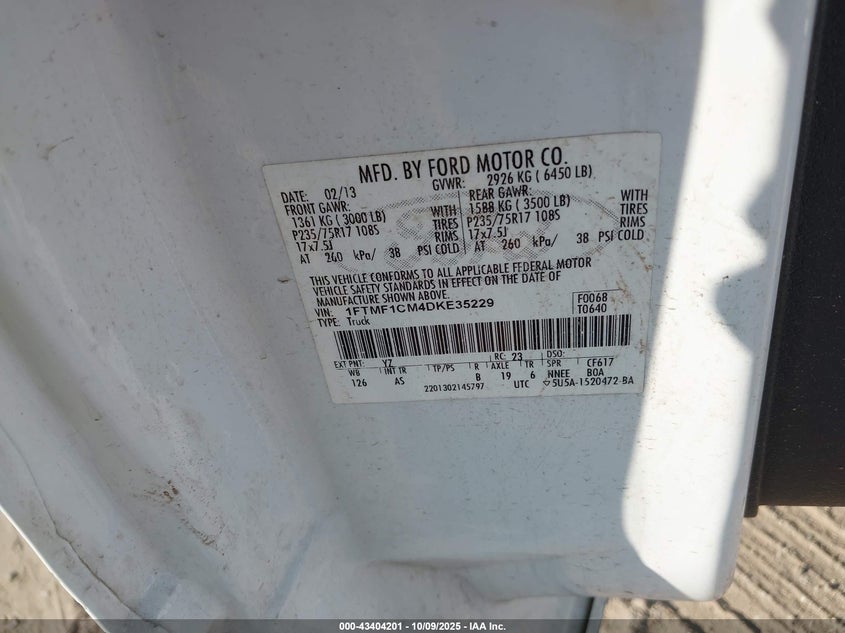 MFD. BY FORD MOTOR CO.
DATE: 02/13 GVWR: 2926 KG ( 6450 LB)
FRONT GAWR: REAR GAWR:
1361 KG ( 3000 LB) WITH 1588 KG ( 3500 LB) WITH
P235/75R17 108S TIRES P235/75R17 108S TIRES
17x7.5J RIMS 17x7.5J RIMS
AT 260 kPa/ 38 PSI COLD AT 260 kPa/ 38 PSI COLD
THIS VEHICLE CONFORMS TO ALL APPLICABLE FEDERAL MOTOR
VEHICLE SAFETY STANDARDS IN EFFECT ON THE DATE OF
MANUFACTURE SHOWN ABOVE.
VIN: 1FTMF1CM4DKE35229 F0068
TYPE: Truck T0640
EXT PNT: YZ RC: 23 DSO:
WB INT TR TP/PS R AXLE TR SPR CF617
126 AS B 19 6 NNEE BOA
2201302145797 UTC 5U5A-1520472-BA
000-43404201 - 10/09/2025 - IAA Inc.